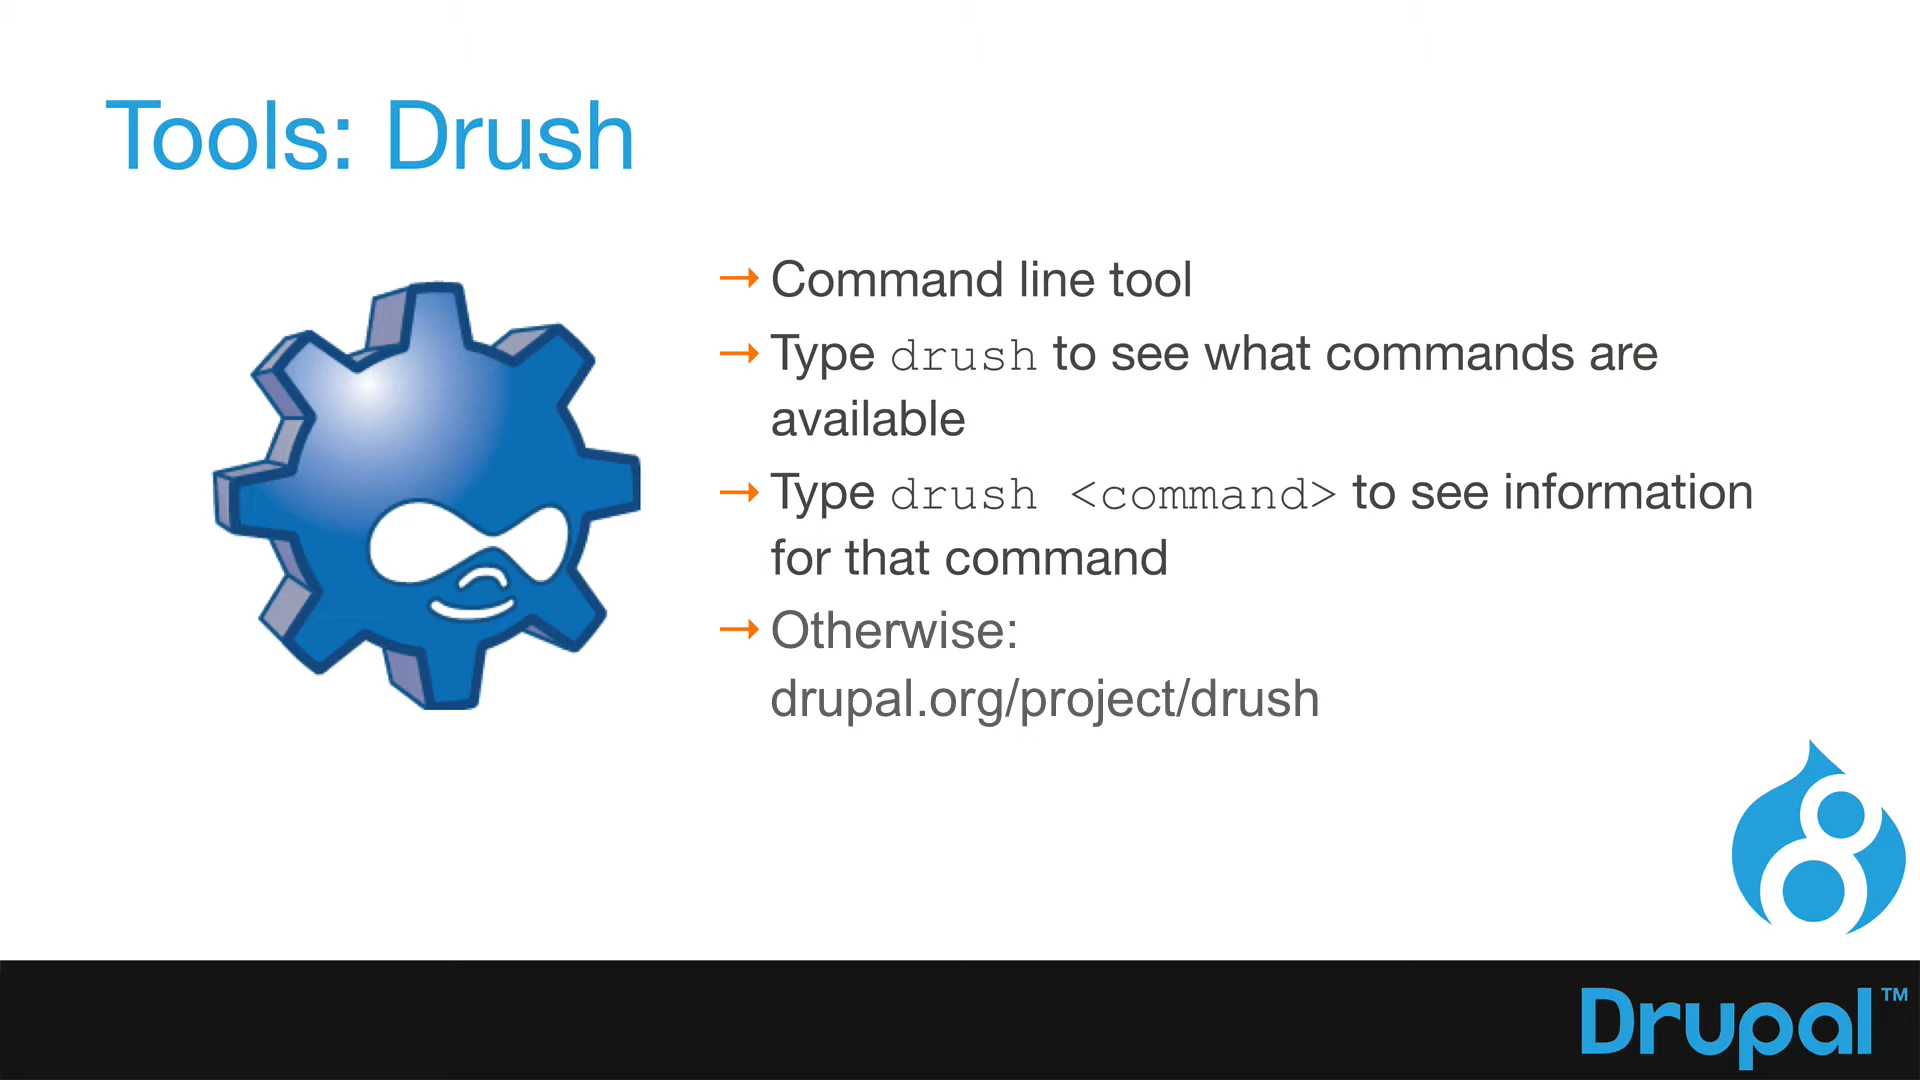 Tools: Drush
→ Command line tool
→ Type drush to see what commands are
available
→ Type drush <command> to see information
for that command
→ Otherwise:
drupal.org/project/drush
8
Drupal™